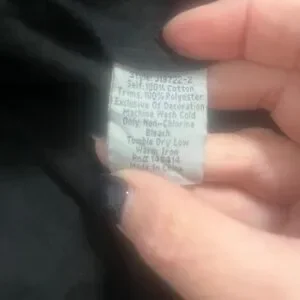 Self:100% Cotton
Trims: 100% Polyester
Exclusive Of Decoration
Machine Wash Cold
Only Non-Chlorine
Bleach
Tumble Dry Low
Warm Iron
Made In China